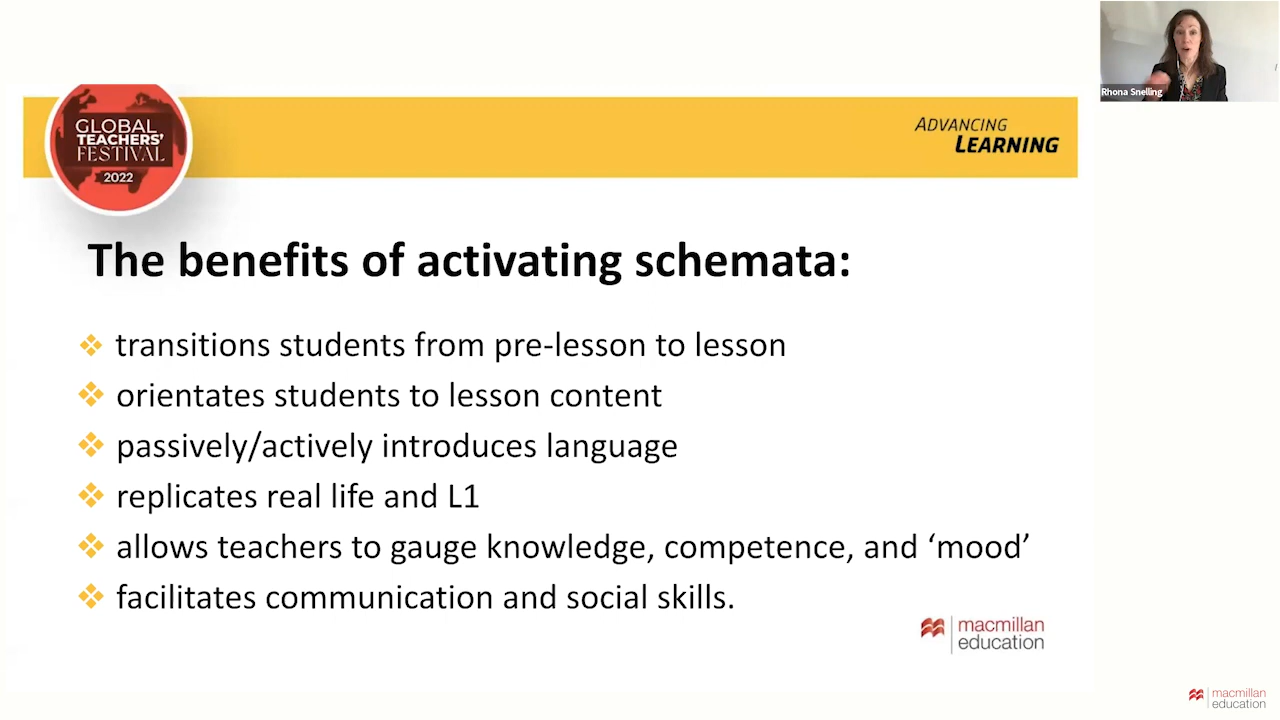 Rhona Snelling
GLOBAL
TEACHERS'
FESTIVAL
2022
ADVANCING
LEARNING
The benefits of activating schemata:
transitions students from pre-lesson to lesson
orientates students to lesson content
passively/actively introduces language
replicates real life and L1
allows teachers to gauge knowledge, competence, and ‘mood’
facilitates communication and social skills.
macmillan
education
macmillan
education